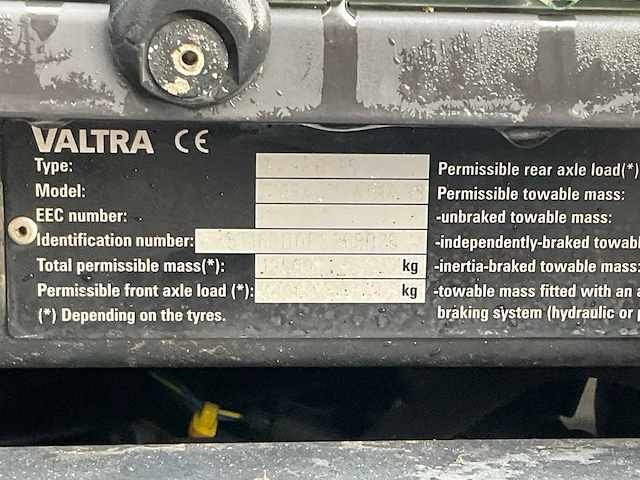 VALTRA CE
Type:
Model:
EEC number:
Identification number:
Total permissible mass(*): kg
Permissible front axle load (*): kg
(*) Depending on the tyres.
Permissible rear axle load(*)
Permissible towable mass:
-unbraked towable mass:
-independently-braked
-inertia-braked towable mass:
-towable mass fitted with an
braking system (hydraulic or